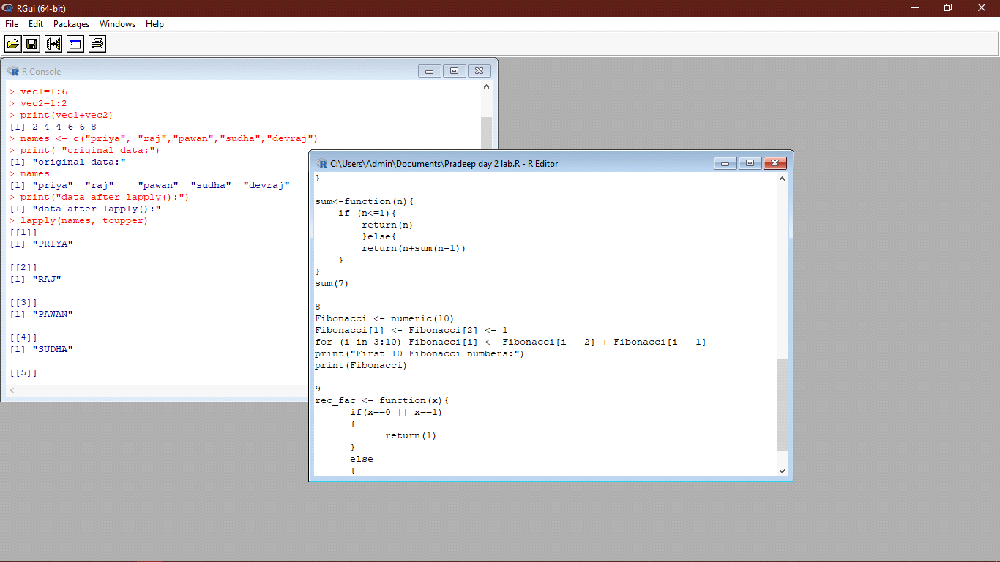 RGui (64-bit)
File Edit Packages Windows Help
R Console
> vec1=1:6
> vec2=1:2
> print(vec1+vec2)
[1] 2 4 4 6 6 8
> names <- c("priya", "raj","pawan","sudha","devraj")
> print( "original data:")
[1] "original data:"
> names
[1] "priya"  "raj"    "pawan"  "sudha"  "devraj"
> print("data after lapply():")
[1] "data after lapply():"
> lapply(names, toupper)
[[1]]
[1] "PRIYA"
[[2]]
[1] "RAJ"
[[3]]
[1] "PAWAN"
[[4]]
[1] "SUDHA"
[[5]]
C:\Users\Admin\Documents\Pradeep day 2 lab.R - R Editor
}
sum<-function(n){
    if (n<=1){
        return(n)
        }else{
        return(n+sum(n-1))
    }
}
sum(7)
8
Fibonacci <- numeric(10)
Fibonacci[1] <- Fibonacci[2] <- 1
for (i in 3:10) Fibonacci[i] <- Fibonacci[i - 2] + Fibonacci[i - 1]
print("First 10 Fibonacci numbers:")
print(Fibonacci)
9
rec_fac <- function(x){
      if(x==0 || x==1)
      {
            return(1)
      }
      else
      {